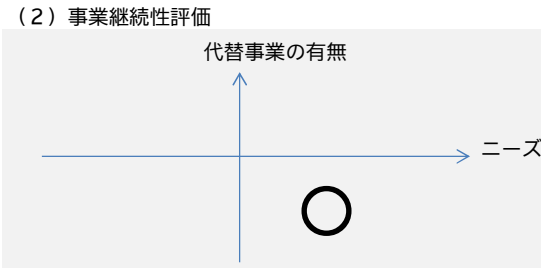 （２）事業継続性評価
代替事業の有無
ニーズ